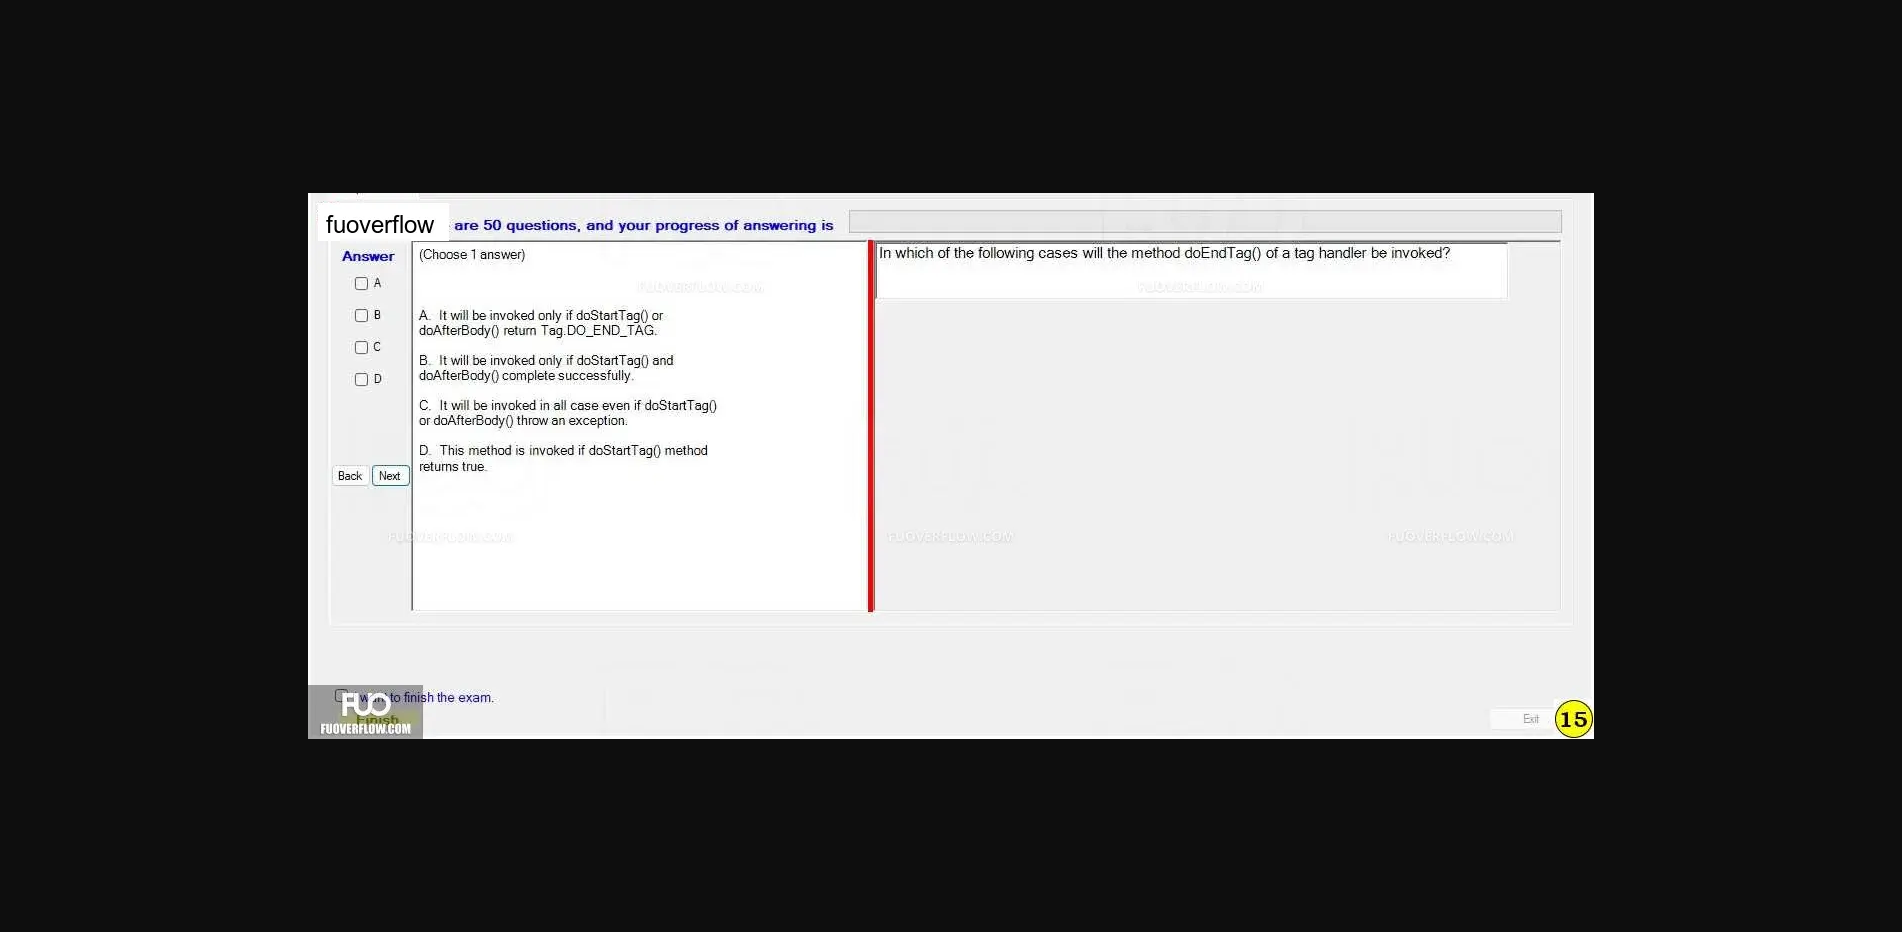 fuoverflow
are 50 questions, and your progress of answering is
Answer
A
B
C
D
Back
Next
(Choose 1 answer)
FUOVERFLOW.COM
A. It will be invoked only if doStartTag() or
doAfterBody() return Tag.DO_END_TAG.
B. It will be invoked only if doStartTag() and
doAfterBody() complete successfully.
C. It will be invoked in all case even if doStartTag()
or doAfterBody() throw an exception.
D. This method is invoked if doStartTag() method
returns true.
In which of the following cases will the method doEndTag() of a tag handler be invoked?
FUOVERFLOW.COM
FUOVERFLOW.COM
FUOVERFLOW.COM
FUOVERFLOW.COM
I want to finish the exam.
Finish
FUO
FUOVERFLOW.COM
Exit
15